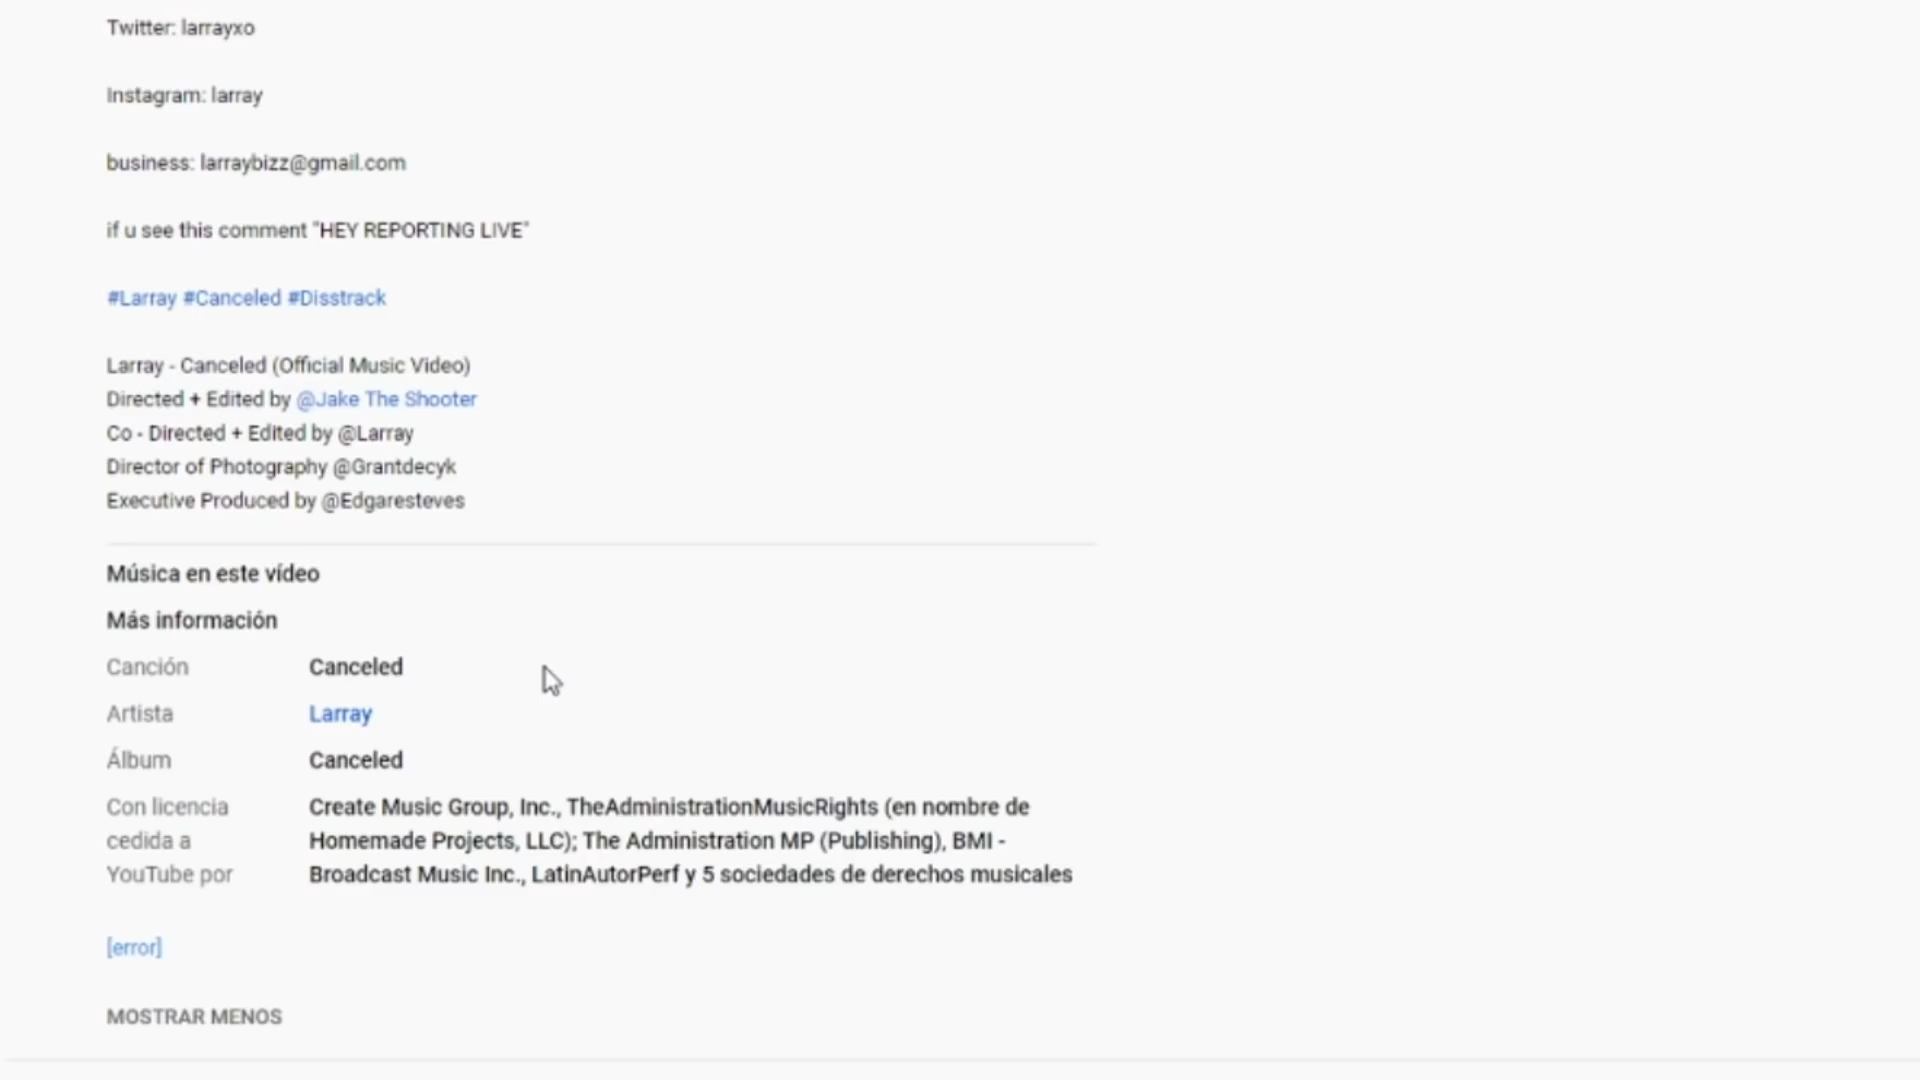 Twitter: larrayxo
Instagram: larray
business: larraybizz@gmail.com
if u see this comment "HEY REPORTING LIVE"
#Larray #Canceled #Disstrack
Larray - Canceled (Official Music Video)
Directed + Edited by @Jake The Shooter
Co - Directed + Edited by @Larray
Director of Photography @Grantdecyk
Executive Produced by @Edgaresteves
Música en este vídeo
Más información
Canción Canceled
Artista Larray
Álbum Canceled
Con licencia Create Music Group, Inc., TheAdministrationMusicRights (en nombre de
cedida a Homemade Projects, LLC); The Administration MP (Publishing), BMI -
YouTube por Broadcast Music Inc., LatinAutorPerf y 5 sociedades de derechos musicales
[error]
MOSTRAR MENOS